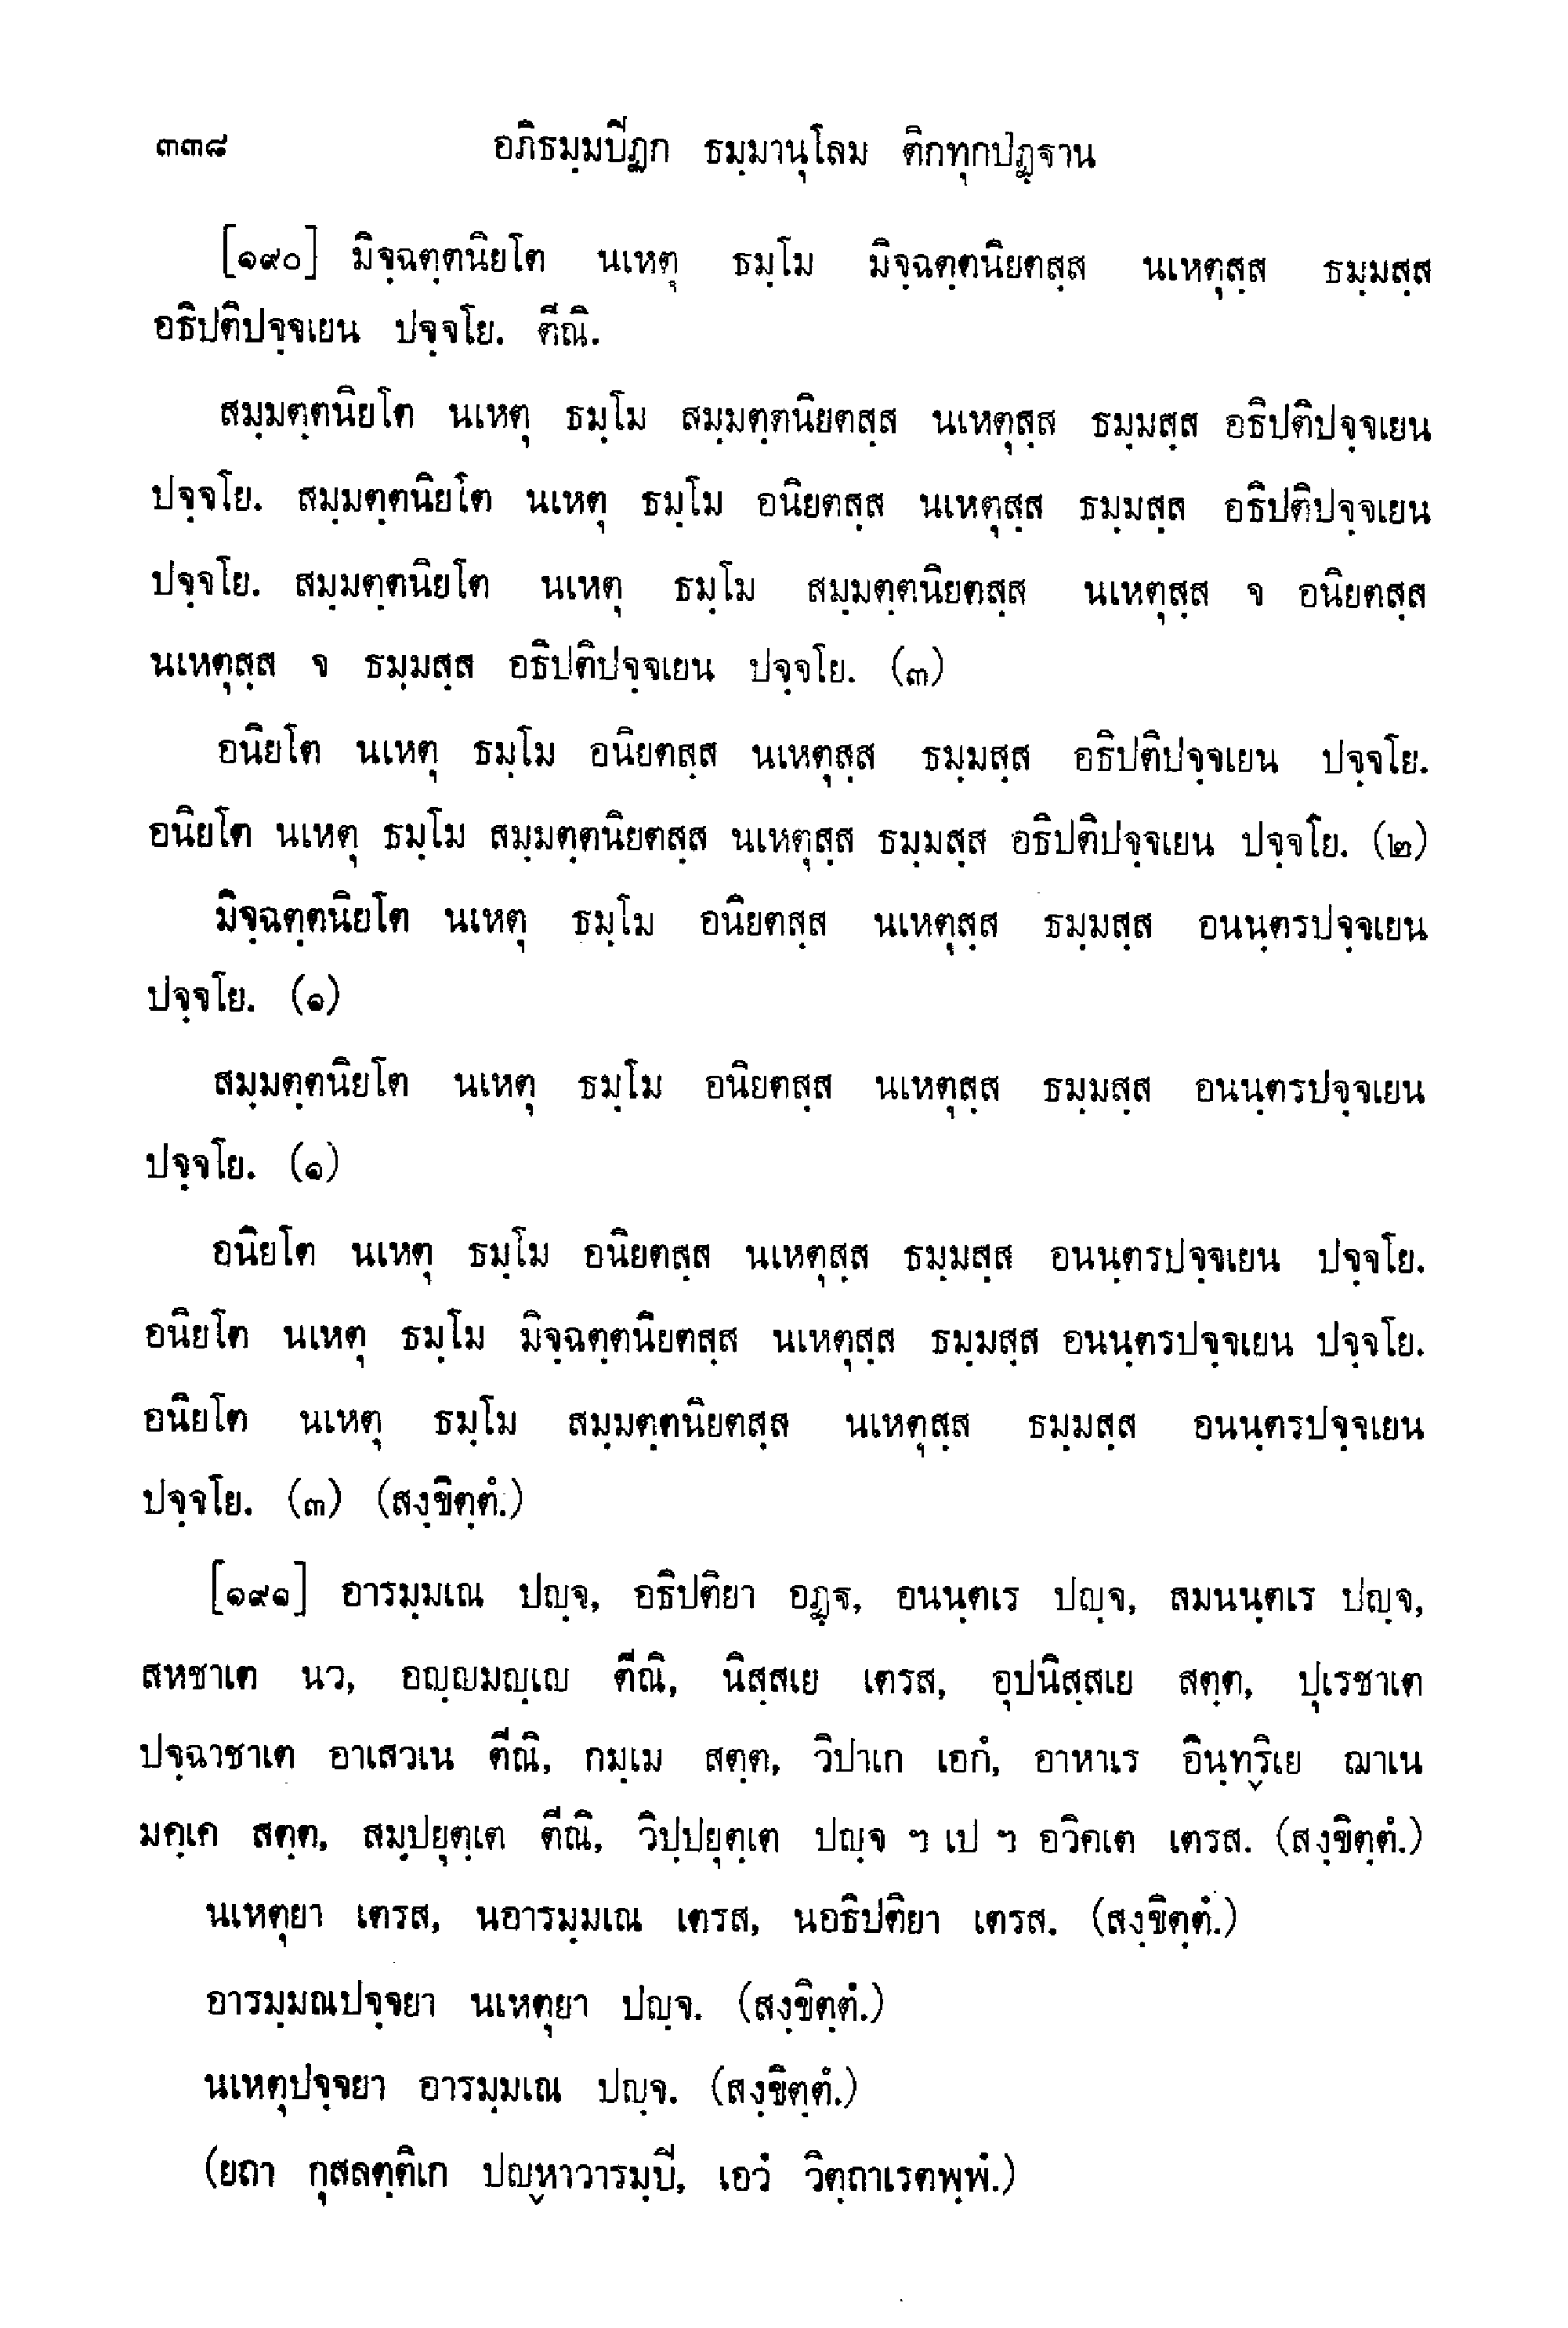 ๓๓๘ อภิธมฺมปิฏก ธมฺมานุโลม ติกทุกปฏฺฐาน
[๑๙๐] มิจฺฉตฺตนิยโต นเหตุ ธมฺโม มิจฺฉตฺตนิยตสฺส นเหตุสฺส ธมฺมสฺส
อธิปติปจฺจเยน ปจฺจโย. ตีณิ.
สมฺมตฺตนิยโต นเหตุ ธมฺโม สมฺมตฺตนิยตสฺส นเหตุสฺส ธมฺมสฺส อธิปติปจฺจเยน
ปจฺจโย. สมฺมตฺตนิยโต นเหตุ ธมฺโม อนิยตสฺส นเหตุสฺส ธมฺมสฺส อธิปติปจฺจเยน
ปจฺจโย. สมฺมตฺตนิยโต นเหตุ ธมฺโม สมฺมตฺตนิยตสฺส นเหตุสฺส จ อนิยตสฺส
นเหตุสฺส จ ธมฺมสฺส อธิปติปจฺจเยน ปจฺจโย. (๓)
อนิยโต นเหตุ ธมฺโม อนิยตสฺส นเหตุสฺส ธมฺมสฺส อธิปติปจฺจเยน ปจฺจโย.
อนิยโต นเหตุ ธมฺโม สมฺมตฺตนิยตสฺส นเหตุสฺส ธมฺมสฺส อธิปติปจฺจเยน ปจฺจโย. (๒)
มิจฺฉตฺตนิยโต นเหตุ ธมฺโม อนิยตสฺส นเหตุสฺส ธมฺมสฺส อนนฺตรปจฺจเยน
ปจฺจโย. (๑)
สมฺมตฺตนิยโต นเหตุ ธมฺโม อนิยตสฺส นเหตุสฺส ธมฺมสฺส อนนฺตรปจฺจเยน
ปจฺจโย. (๑)
อนิยโต นเหตุ ธมฺโม อนิยตสฺส นเหตุสฺส ธมฺมสฺส อนนฺตรปจฺจเยน ปจฺจโย.
อนิยโต นเหตุ ธมฺโม มิจฺฉตฺตนิยตสฺส นเหตุสฺส ธมฺมสฺส อนนฺตรปจฺจเยน ปจฺจโย.
อนิยโต นเหตุ ธมฺโม สมฺมตฺตนิยตสฺส นเหตุสฺส ธมฺมสฺส อนนฺตรปจฺจเยน
ปจฺจโย. (๓) (สงฺขิตฺตํ.)
[๑๙๑] อารมฺมเณ ปญฺจ, อธิปติยา อฏฺฐ, อนนฺตเร ปญฺจ, สมนนฺตเร ปญฺจ,
สหชาเต นว, อญฺญมญฺเญ ตีณิ, นิสฺสเย เตรส, อุปนิสฺสเย สตฺต, ปุเรชาเต
ปจฺฉาชาเต อาเสวเน ตีณิ, กมฺเม สตฺต, วิปาเก เอกํ, อาหาเร อินฺทฺริเย ฌาเน
มคฺเค สตฺต, สมฺปยุตฺเต ตีณิ, วิปฺปยุตฺเต ปญฺจ ฯ เป ฯ อวิคเต เตรส. (สงฺขิตฺตํ.)
นเหตุยา เตรส, นอารมฺมเณ เตรส, นอธิปติยา เตรส. (สงฺขิตฺตํ.)
อารมฺมณปจฺจยา นเหตุยา ปญฺจ. (สงฺขิตฺตํ.)
นเหตุปจฺจยา อารมฺมเณ ปญฺจ. (สงฺขิตฺตํ.)
(ยถา กุสลตฺติเก ปญฺหาวารมฺปิ, เอวํ วิตฺถาเรตพฺพํ.)